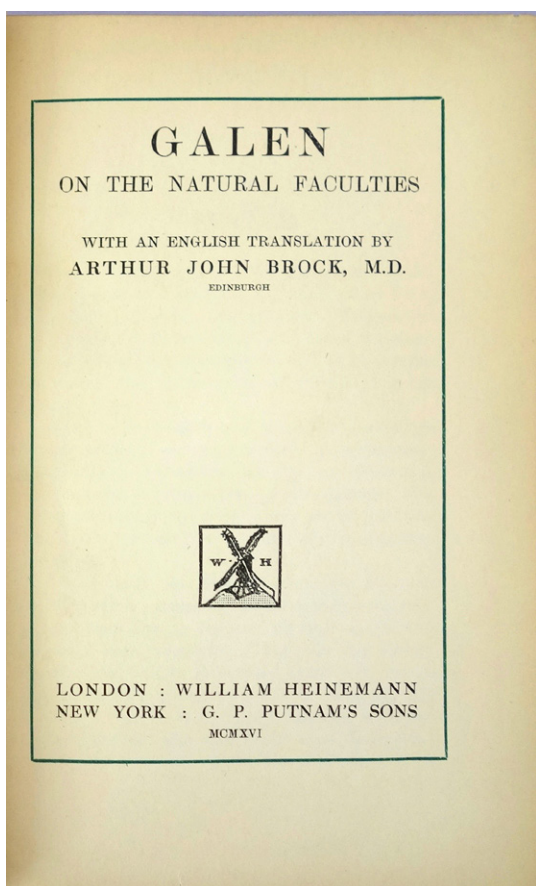 GALEN
ON THE NATURAL FACULTIES
WITH AN ENGLISH TRANSLATION BY
ARTHUR JOHN BROCK, M.D.
EDINBURGH
W H
LONDON : WILLIAM HEINEMANN
NEW YORK : G. P. PUTNAM'S SONS
MCMXVI